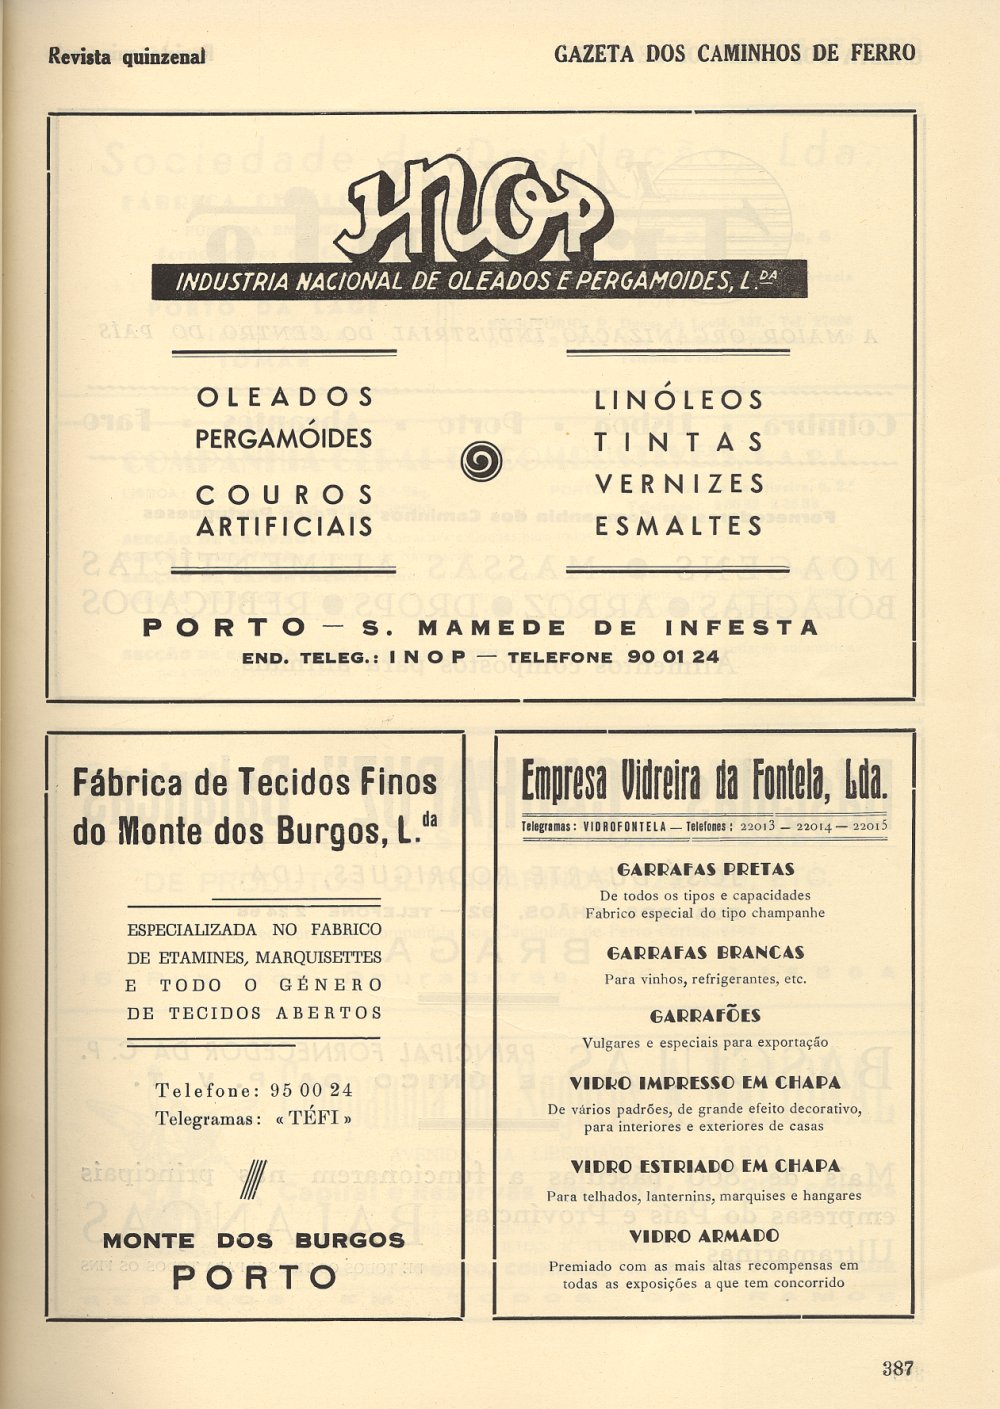 Revista quinzenal
GAZETA DOS CAMINHOS DE FERRO
INOP
INDUSTRIA NACIONAL DE OLEADOS E PERGAMOIDES, L.DA
OLEADOS
PERGAMÓIDES
COUROS
ARTIFICIAIS
LINÓLEOS
TINTAS
VERNIZES
ESMALTES
PORTO — S. MAMEDE DE INFESTA
END. TELEG.: INOP — TELEFONE 90 01 24
Fábrica de Tecidos Finos
do Monte dos Burgos, L.da
ESPECIALIZADA NO FABRICO
DE ETAMINES, MARQUISETTES
E TODO O GÉNERO
DE TECIDOS ABERTOS
Telefone: 95 00 24
Telegramas: «TÉFI»
MONTE DOS BURGOS
PORTO
Empresa Vidreira da Fontela, Lda.
Telegramas: VIDROFONTELA — Telefones: 22013 — 22014 — 22015
GARRAFAS PRETAS
De todos os tipos e capacidades
Fabrico especial do tipo champanhe
GARRAFAS BRANCAS
Para vinhos, refrigerantes, etc.
GARRAFÕES
Vulgares e especiais para exportação
VIDRO IMPRESSO EM CHAPA
De vários padrões, de grande efeito decorativo,
para interiores e exteriores de casas
VIDRO ESTRIADO EM CHAPA
Para telhados, lanternins, marquises e hangares
VIDRO ARMADO
Premiado com as mais altas recompensas em
todas as exposições a que tem concorrido
387